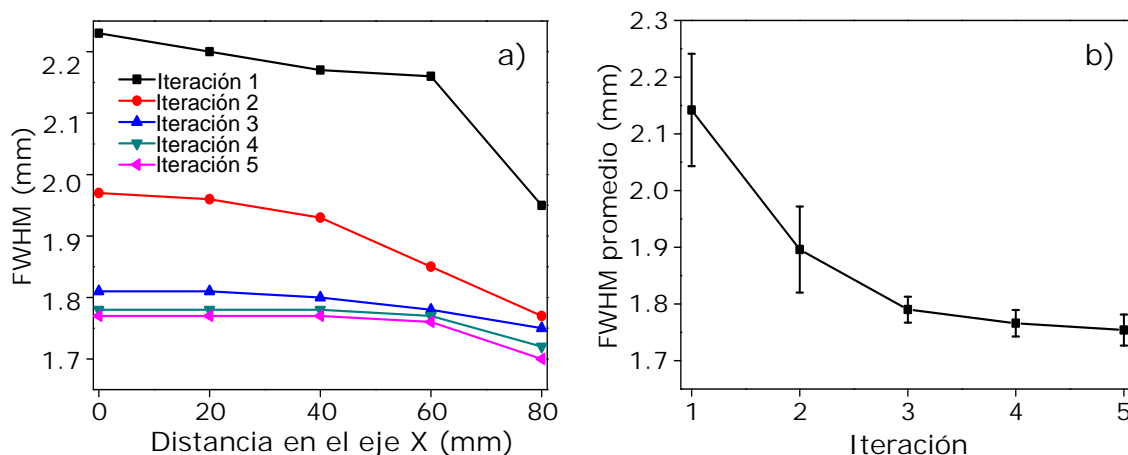 a)
FWHM (mm)
2.2
2.1
2.0
1.9
1.8
1.7
Iteración 1
Iteración 2
Iteración 3
Iteración 4
Iteración 5
0 20 40 60 80
Distancia en el eje X (mm)
b)
FWHM promedio (mm)
2.3
2.2
2.1
2.0
1.9
1.8
1.7
1 2 3 4 5
Iteración